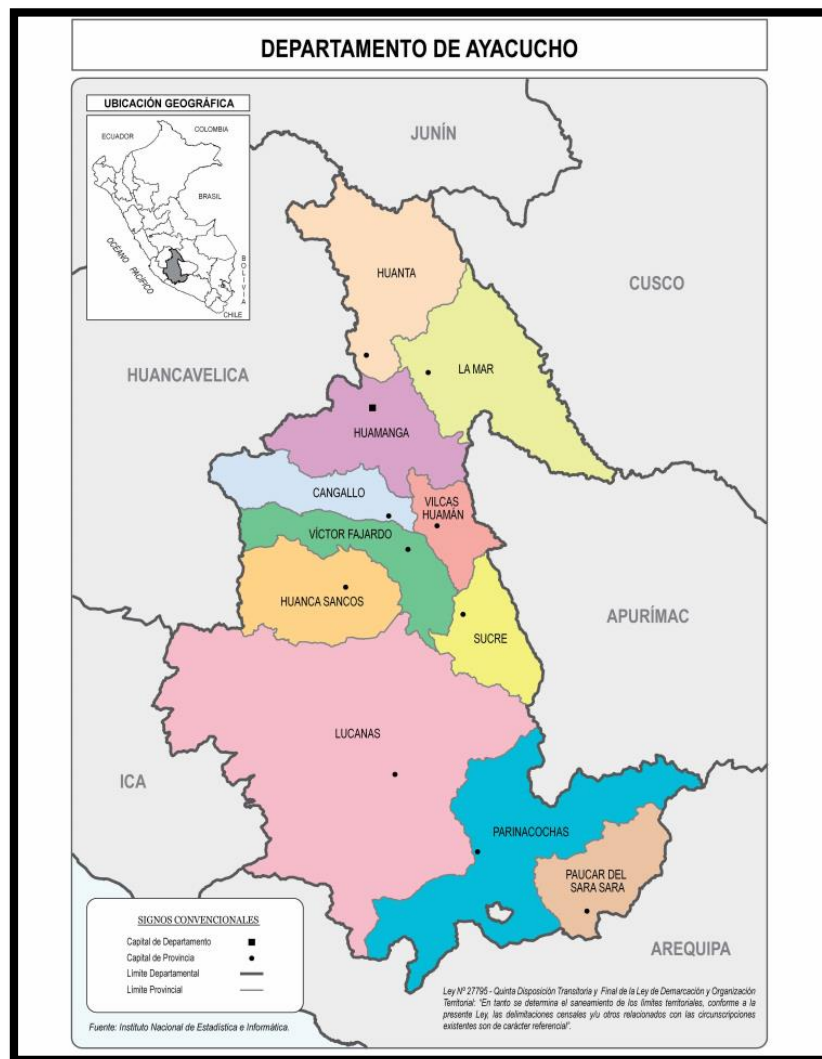 DEPARTAMENTO DE AYACUCHO
UBICACIÓN GEOGRÁFICA
ECUADOR
COLOMBIA
BRASIL
OCÉANO PACÍFICO
BOLIVIA
CHILE
JUNÍN
HUANTA
CUSCO
LA MAR
HUANCAVELICA
HUAMANGA
CANGALLO
VILCAS
HUAMÁN
VÍCTOR FAJARDO
HUANCA SANCOS
APURÍMAC
SUCRE
LUCANAS
ICA
PARINACOCHAS
PAUCAR DEL
SARA SARA
AREQUIPA
SIGNOS CONVENCIONALES
Capital de Departamento
Capital de Provincia
Límite Departamental
Límite Provincial
Fuente: Instituto Nacional de Estadística e Informática.
Ley Nº 27795 - Quinta Disposición Transitoria y Final de la Ley de Demarcación y Organización
Territorial: "En tanto se determina el saneamiento de los límites territoriales, conforme a la
presente Ley, las delimitaciones censales y/u otros relacionados con las circunscripciones
existentes son de carácter referencial".